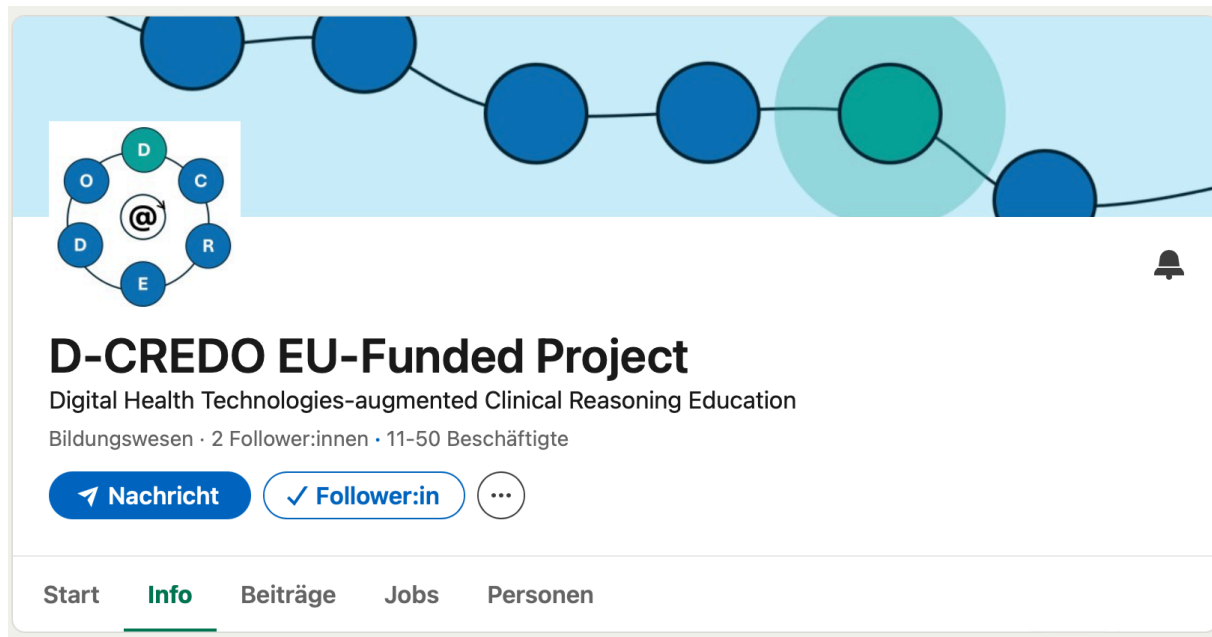 D
O
C
@
D
R
E
D-CREDO EU-Funded Project
Digital Health Technologies-augmented Clinical Reasoning Education
Bildungswesen · 2 Follower:innen · 11-50 Beschäftigte
Nachricht
Follower:in
Start Info Beiträge Jobs Personen